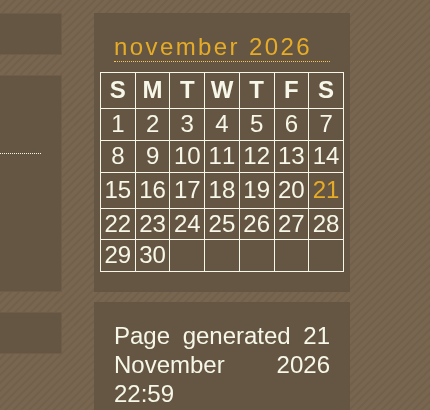 november 2026
S M T W T F S
1 2 3 4 5 6 7
8 9 10 11 12 13 14
15 16 17 18 19 20 21
22 23 24 25 26 27 28
29 30
Page generated 21
November 2026
22:59